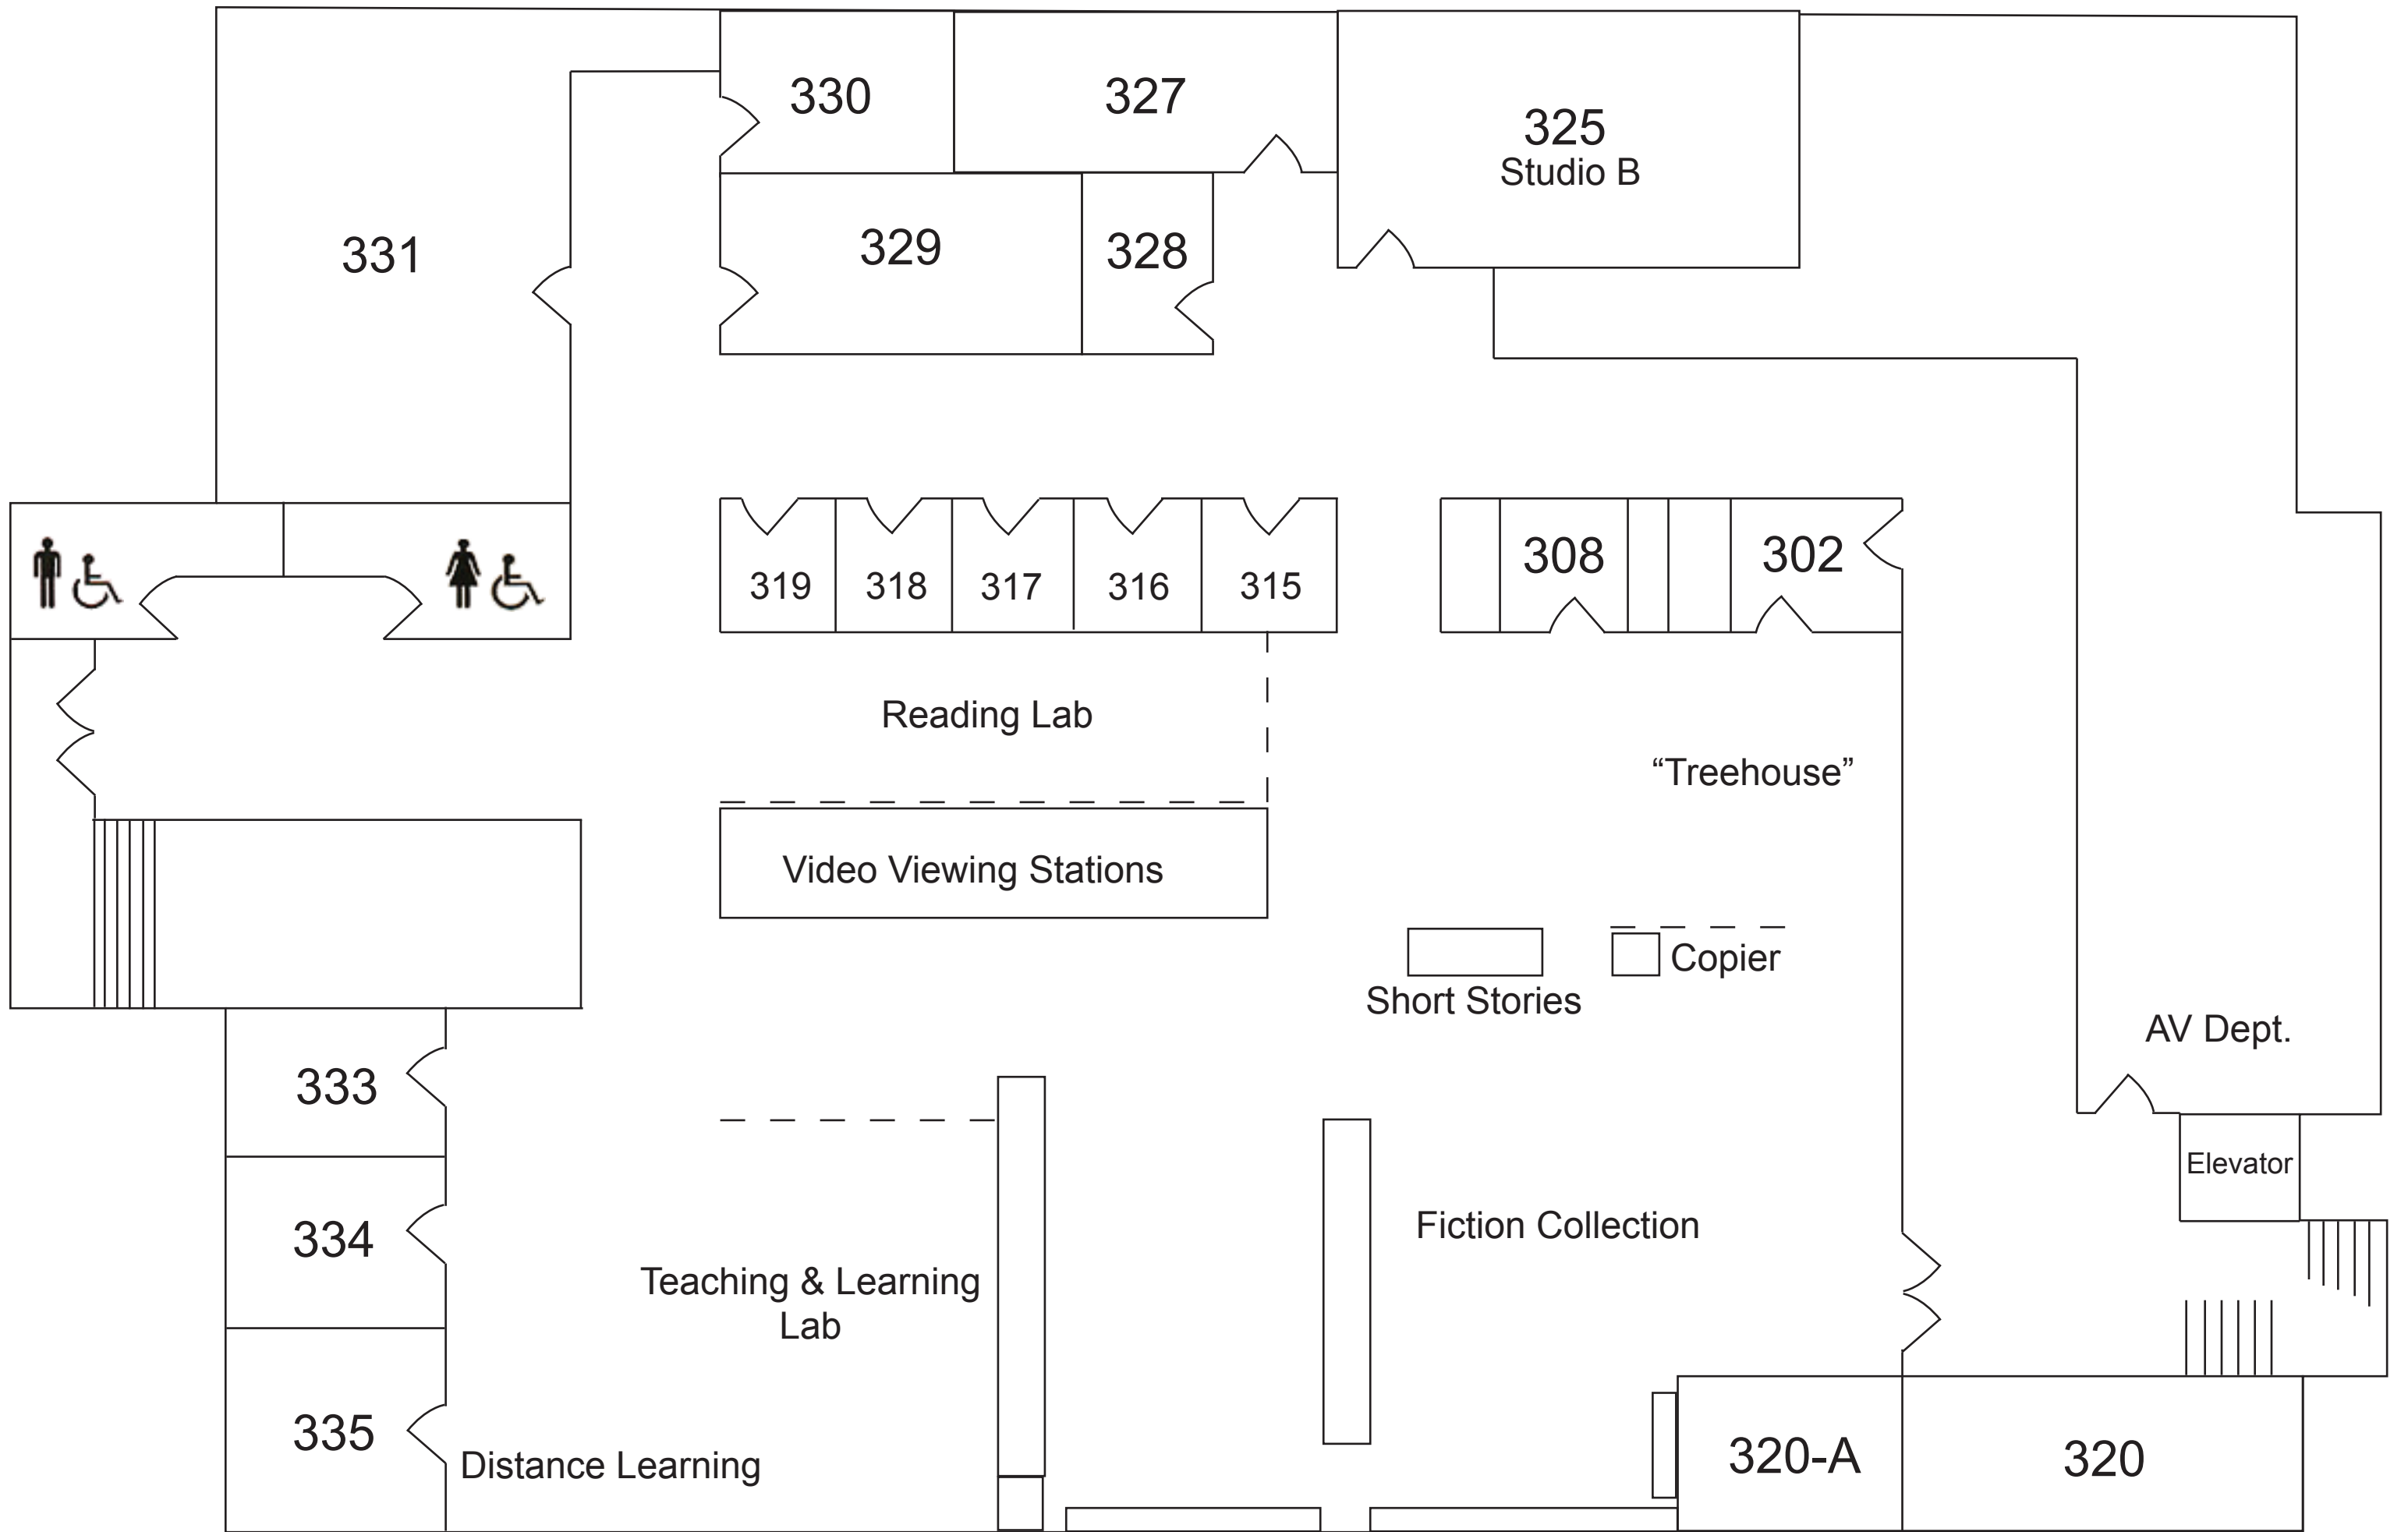 330
327
325
Studio B
331
329
328
308
302
319
318
317
316
315
Reading Lab
“Treehouse”
Video Viewing Stations
Copier
Short Stories
AV Dept.
333
Elevator
334
Fiction Collection
Teaching & Learning
Lab
335
Distance Learning
320-A
320